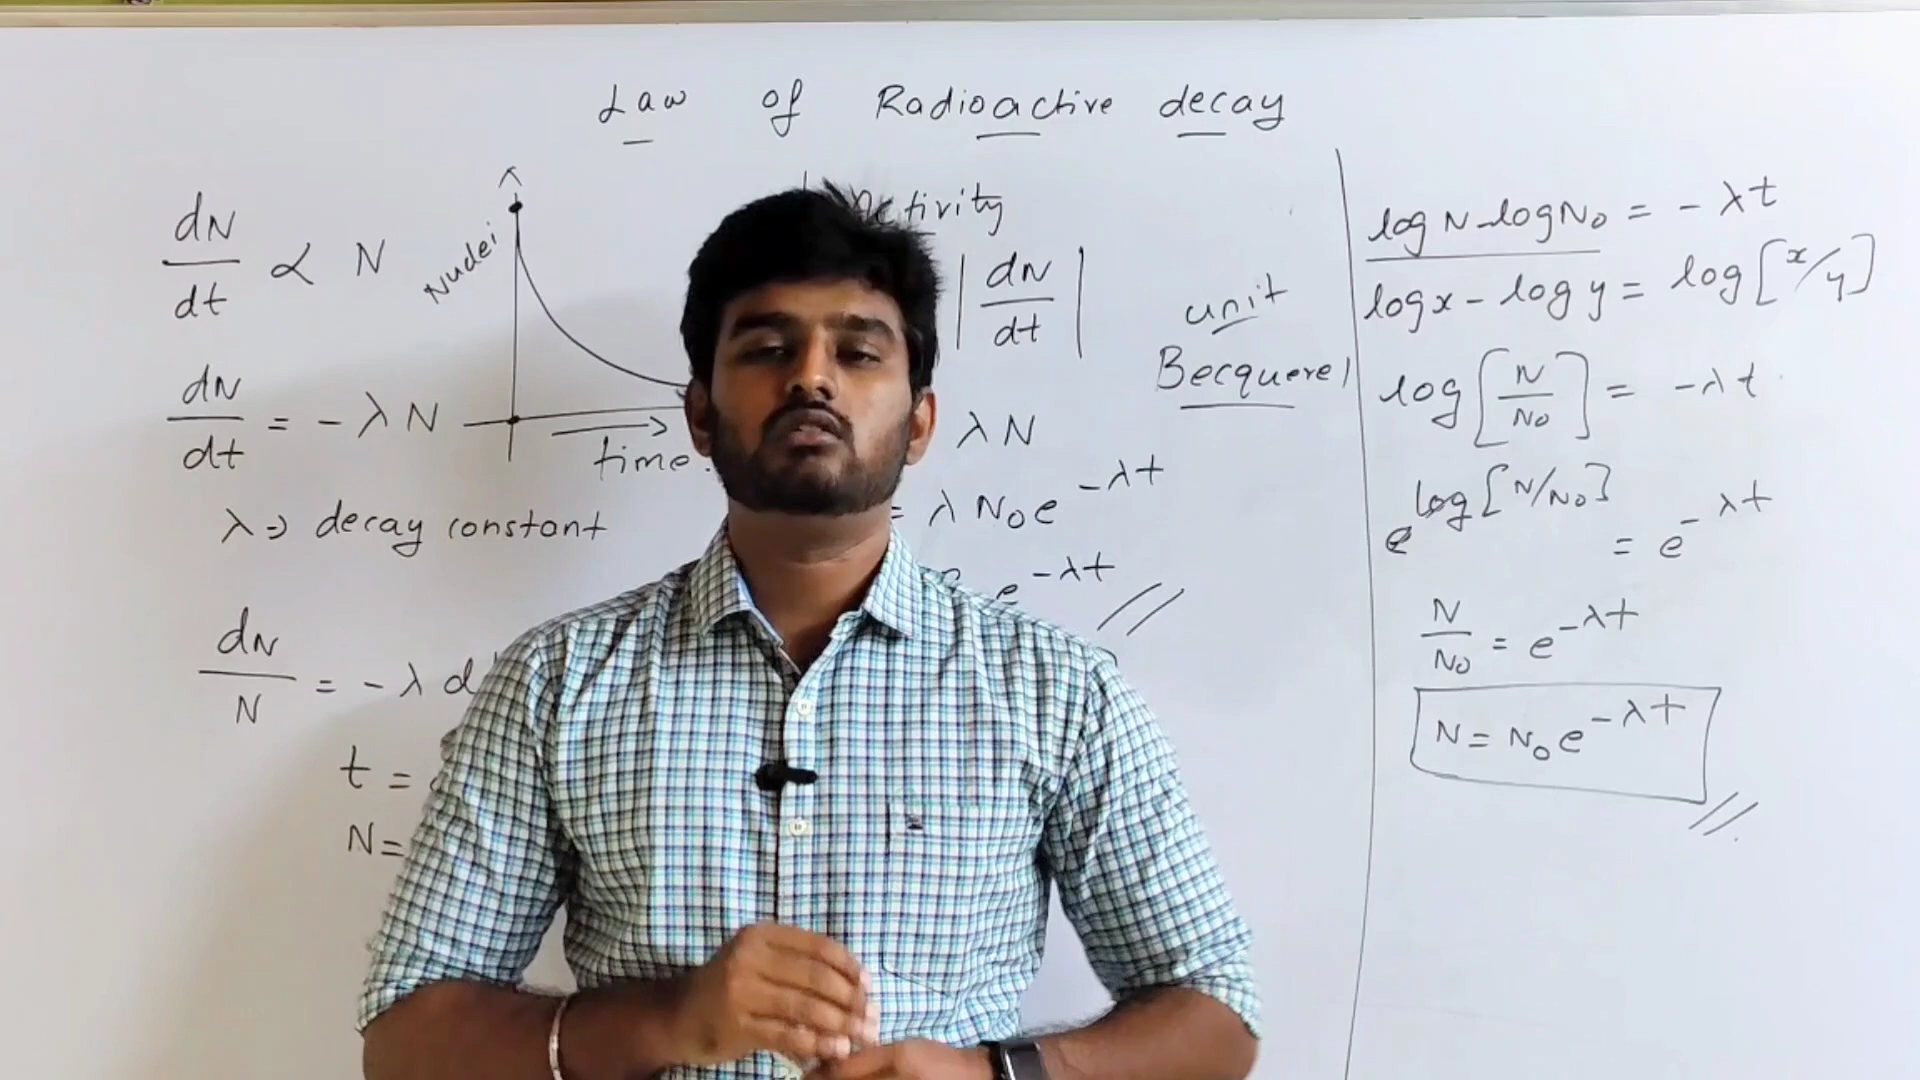 Law of Radioactive decay
dN/dt ∝ N
dN/dt = -λN
λ => decay constant
dN/N = -λ
t =
N=
Nuclei
time
Activity
|dN/dt|
λN
= λN₀e^-λt
e^-λt
unit
Becquerel
log N - log N₀ = -λt
log x - log y = log[x/y]
log[N/N₀] = -λt
e^log[N/N₀] = e^-λt
N/N₀ = e^-λt
N = N₀e^-λt